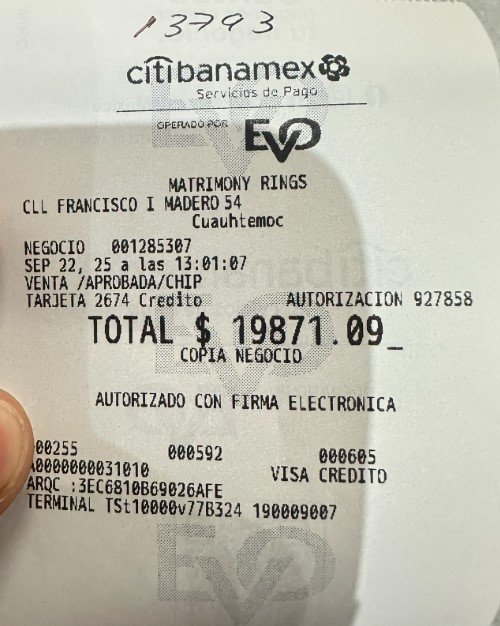 13793
citibanamex
Servicios de Pago
OPERADO POR EVO
MATRIMONY RINGS
CLL FRANCISCO I MADERO 54
Cuauhtemoc
NEGOCIO 001285307
SEP 22, 25 a las 13:01:07
VENTA /APROBADA/CHIP
TARJETA 2674 Credito AUTORIZACION 927858
TOTAL $ 19871.09_
COPIA NEGOCIO
AUTORIZADO CON FIRMA ELECTRONICA
00255 000592 000605
A0000000031010 VISA CREDITO
ARQC :3EC6810B69026AFE
TERMINAL TSt10000v77B324 190009007
EVO